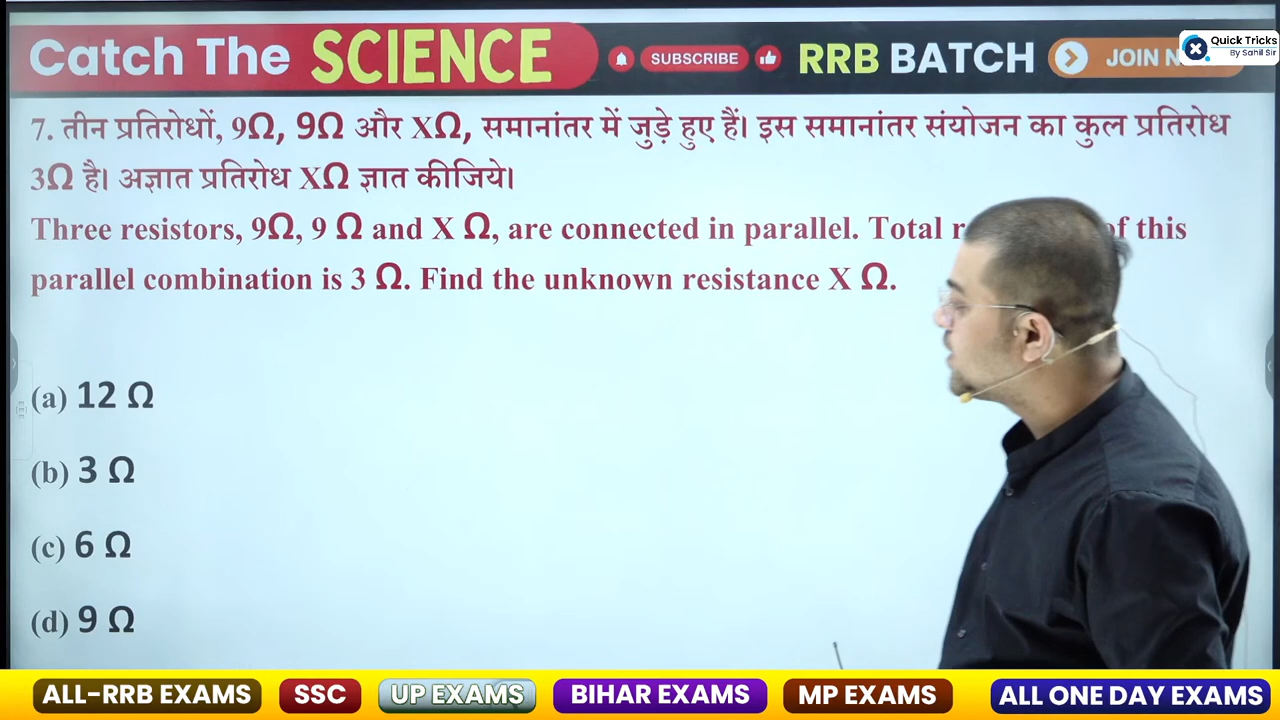 Catch The SCIENCE
SUBSCRIBE
RRB BATCH
JOIN
Quick Tricks
By Sahil Sir
7. तीन प्रतिरोधों, 9Ω, 9Ω और XΩ, समानांतर में जुड़े हुए हैं। इस समानांतर संयोजन का कुल प्रतिरोध
3Ω है। अज्ञात प्रतिरोध XΩ ज्ञात कीजिये।
Three resistors, 9Ω, 9 Ω and X Ω, are connected in parallel. Total of this
parallel combination is 3 Ω. Find the unknown resistance X Ω.
(a) 12 Ω
(b) 3 Ω
(c) 6 Ω
(d) 9 Ω
ALL-RRB EXAMS
SSC
UP EXAMS
BIHAR EXAMS
MP EXAMS
ALL ONE DAY EXAMS